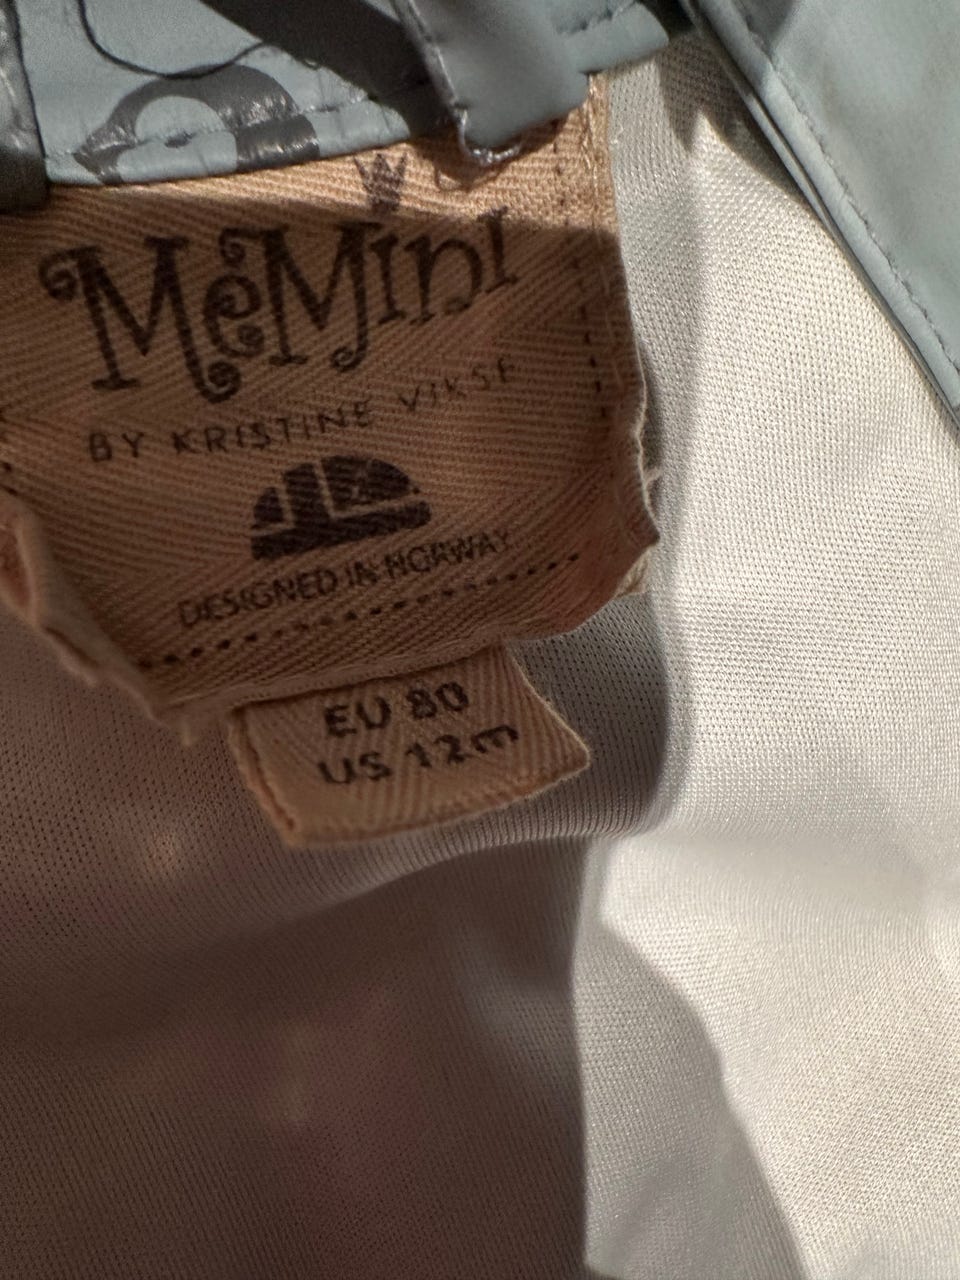 MeMini
BY KRISTINE VIKSE
DESIGNED IN NORWAY
EU 80
US 12m